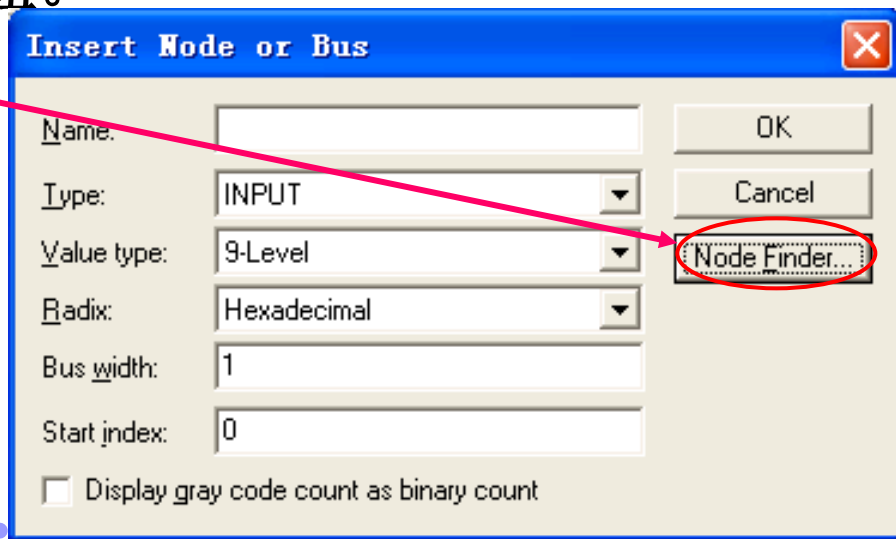 。
Insert Node or Bus
Name:
OK
Type:
INPUT
Cancel
Value type:
9-Level
Node Finder...
Radix:
Hexadecimal
Bus width:
1
Start index:
0
Display gray code count as binary count